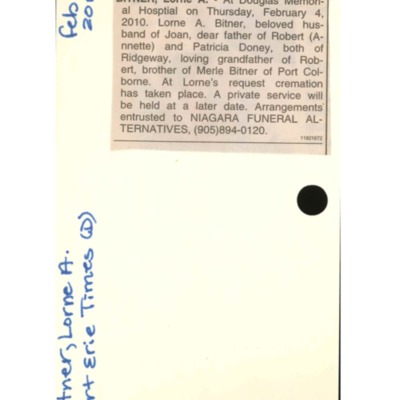 BITNER, Lorne A. - At Douglas Memori-
al Hosptial on Thursday, February 4,
2010. Lorne A. Bitner, beloved hus-
band of Joan, dear father of Robert (A-
nnette) and Patricia Doney, both of
Ridgeway, loving grandfather of Rob-
ert, brother of Merle Bitner of Port Col-
borne. At Lorne's request cremation
has taken place. A private service will
be held at a later date. Arrangements
entrusted to NIAGARA FUNERAL AL-
TERNATIVES, (905)894-0120.
11821672
Feb
201
tner, Lorne A.
rt Erie Times (D)